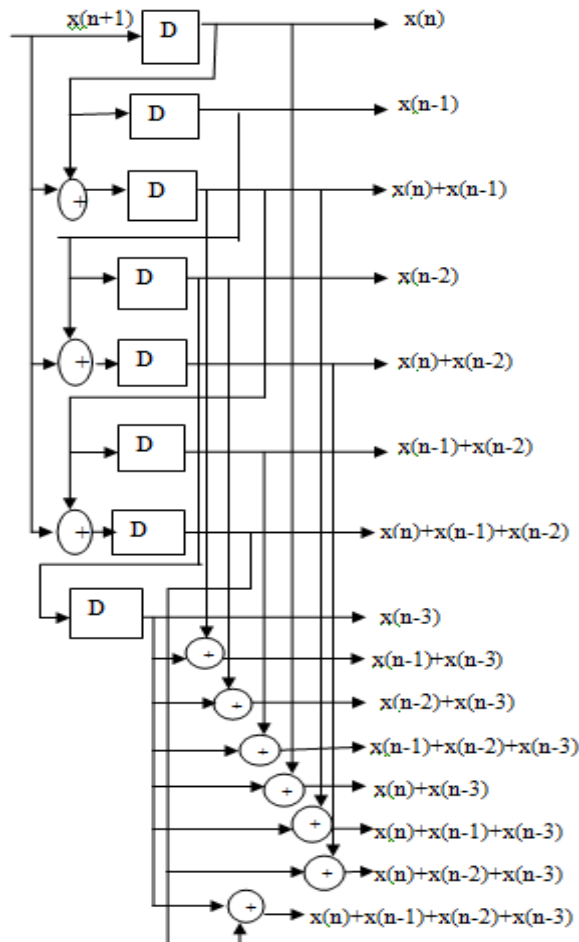 x(n+1) D x(n)
D x(n-1)
+ D x(n)+x(n-1)
D x(n-2)
+ D x(n)+x(n-2)
D x(n-1)+x(n-2)
+ D x(n)+x(n-1)+x(n-2)
D x(n-3)
+ x(n-1)+x(n-3)
+ x(n-2)+x(n-3)
+ x(n-1)+x(n-2)+x(n-3)
+ x(n)+x(n-3)
+ x(n)+x(n-1)+x(n-3)
+ x(n)+x(n-2)+x(n-3)
+ x(n)+x(n-1)+x(n-2)+x(n-3)